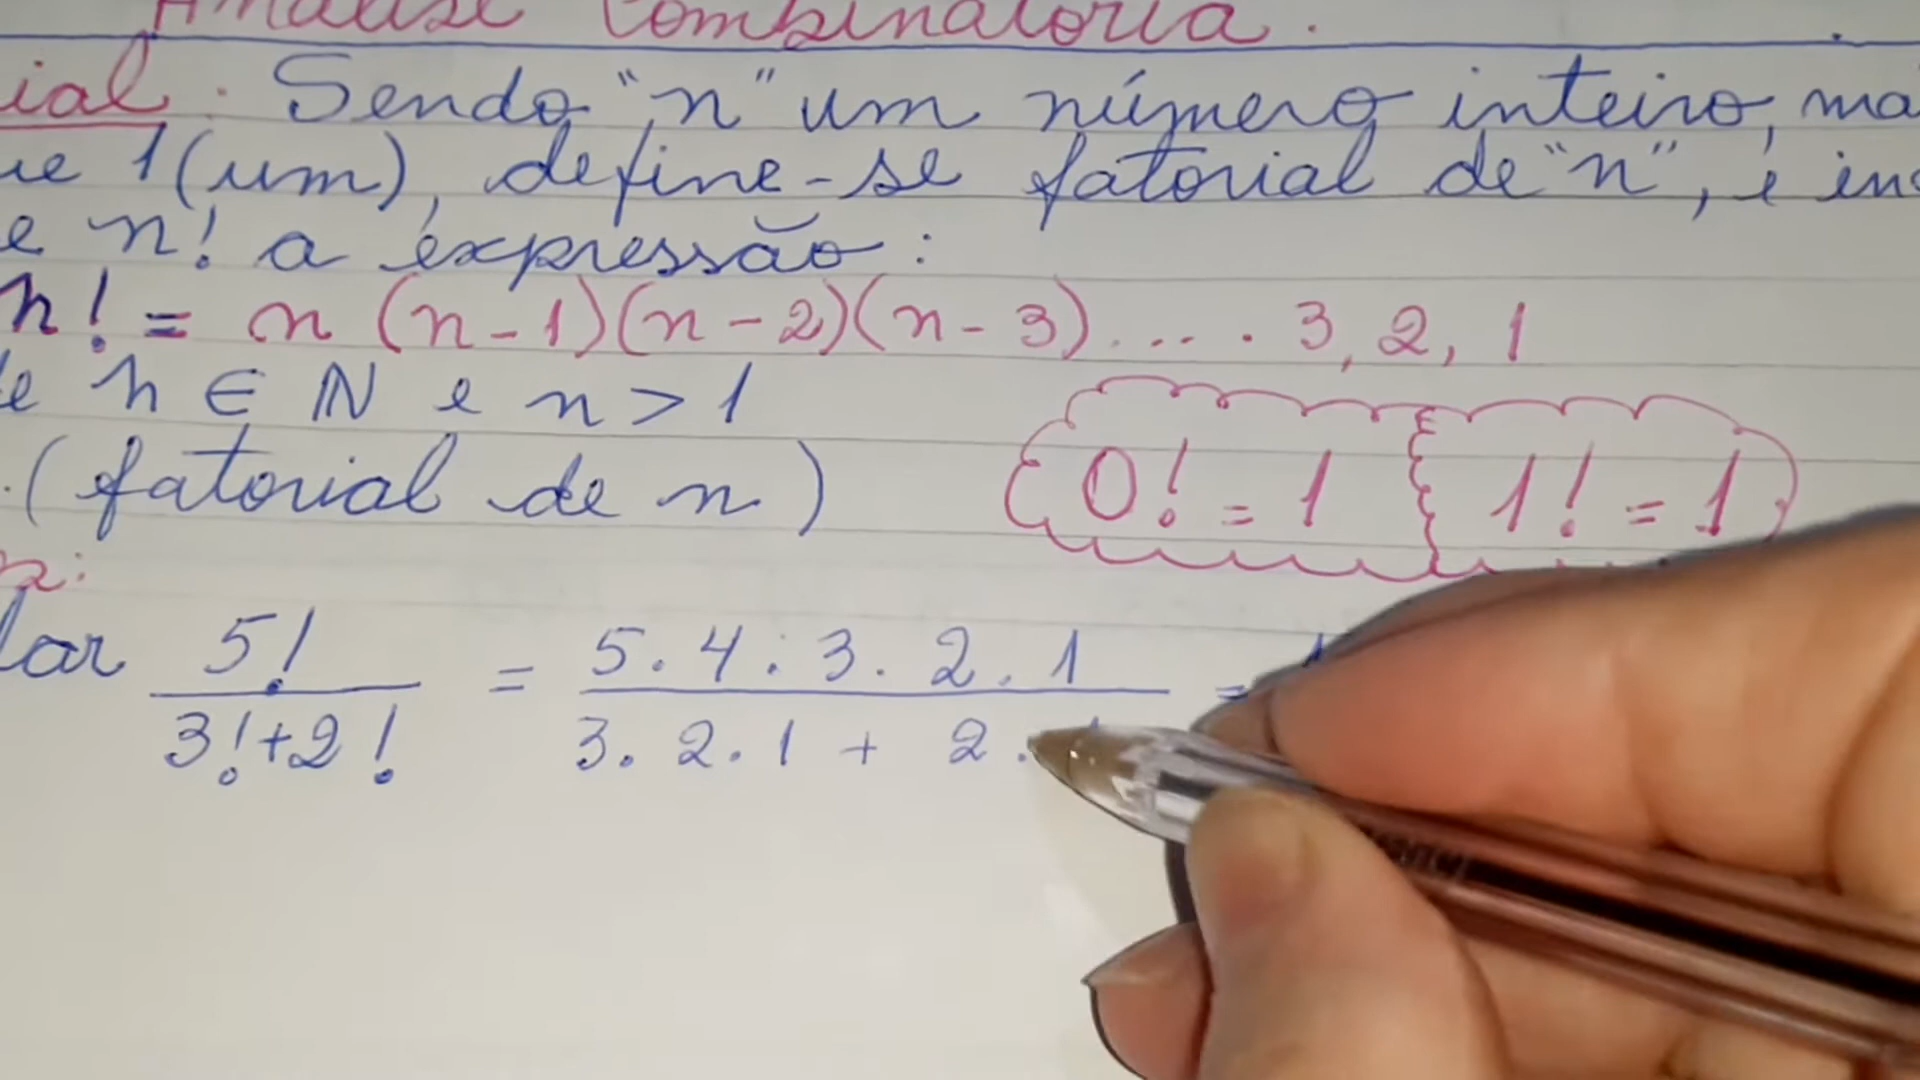 Análise Combinatória.
ial. Sendo "n" um número inteiro, ma
ue 1 (um), define-se fatorial de "n", e in
e n! a expressão:
n! = n (n-1)(n-2)(n-3).... 3, 2, 1
n ∈ ℕ e n > 1
(fatorial de n) 0! = 1 1! = 1
lar 5! = 5.4.3.2.1 =
3!+2! 3.2.1 + 2.